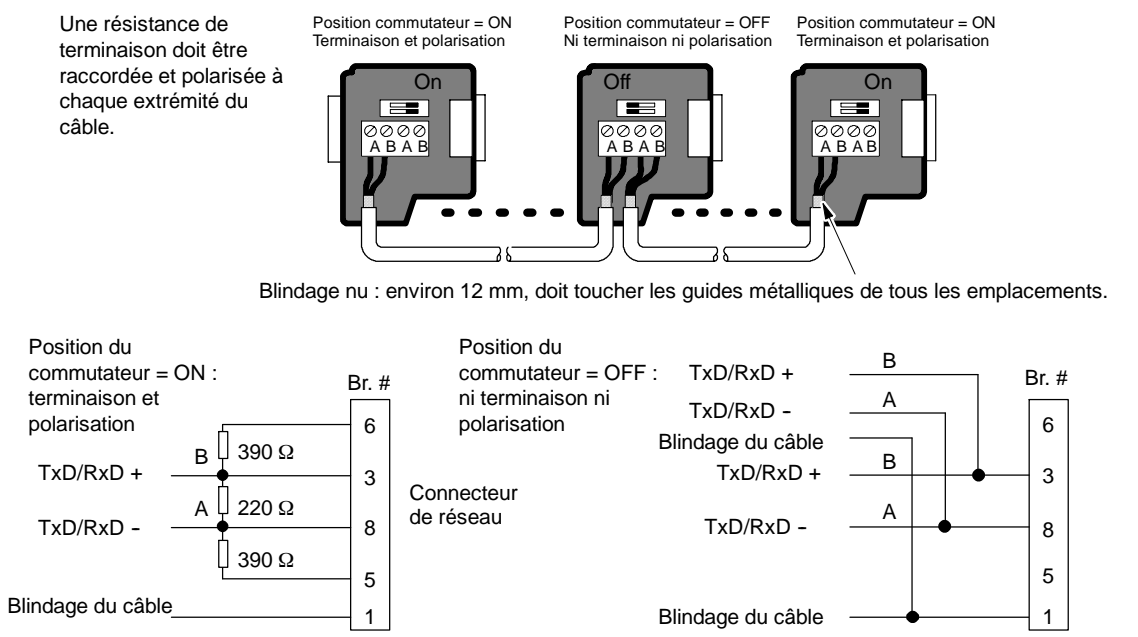 Une résistance de
terminaison doit être
raccordée et polarisée à
chaque extrémité du
câble.
Position commutateur = ON
Terminaison et polarisation
Position commutateur = OFF
Ni terminaison ni polarisation
Position commutateur = ON
Terminaison et polarisation
On
A B A B
Off
A B A B
On
A B A B
Blindage nu : environ 12 mm, doit toucher les guides métalliques de tous les emplacements.
Position du
commutateur = ON :
terminaison et
polarisation
Br. #
6
390 Ω
B
TxD/RxD +
3
220 Ω
A
TxD/RxD -
8
390 Ω
5
Blindage du câble
1
Connecteur
de réseau
Position du
commutateur = OFF :
ni terminaison ni
polarisation
TxD/RxD +
B
TxD/RxD -
A
Blindage du câble
TxD/RxD +
B
TxD/RxD -
A
Blindage du câble
Br. #
6
3
8
5
1